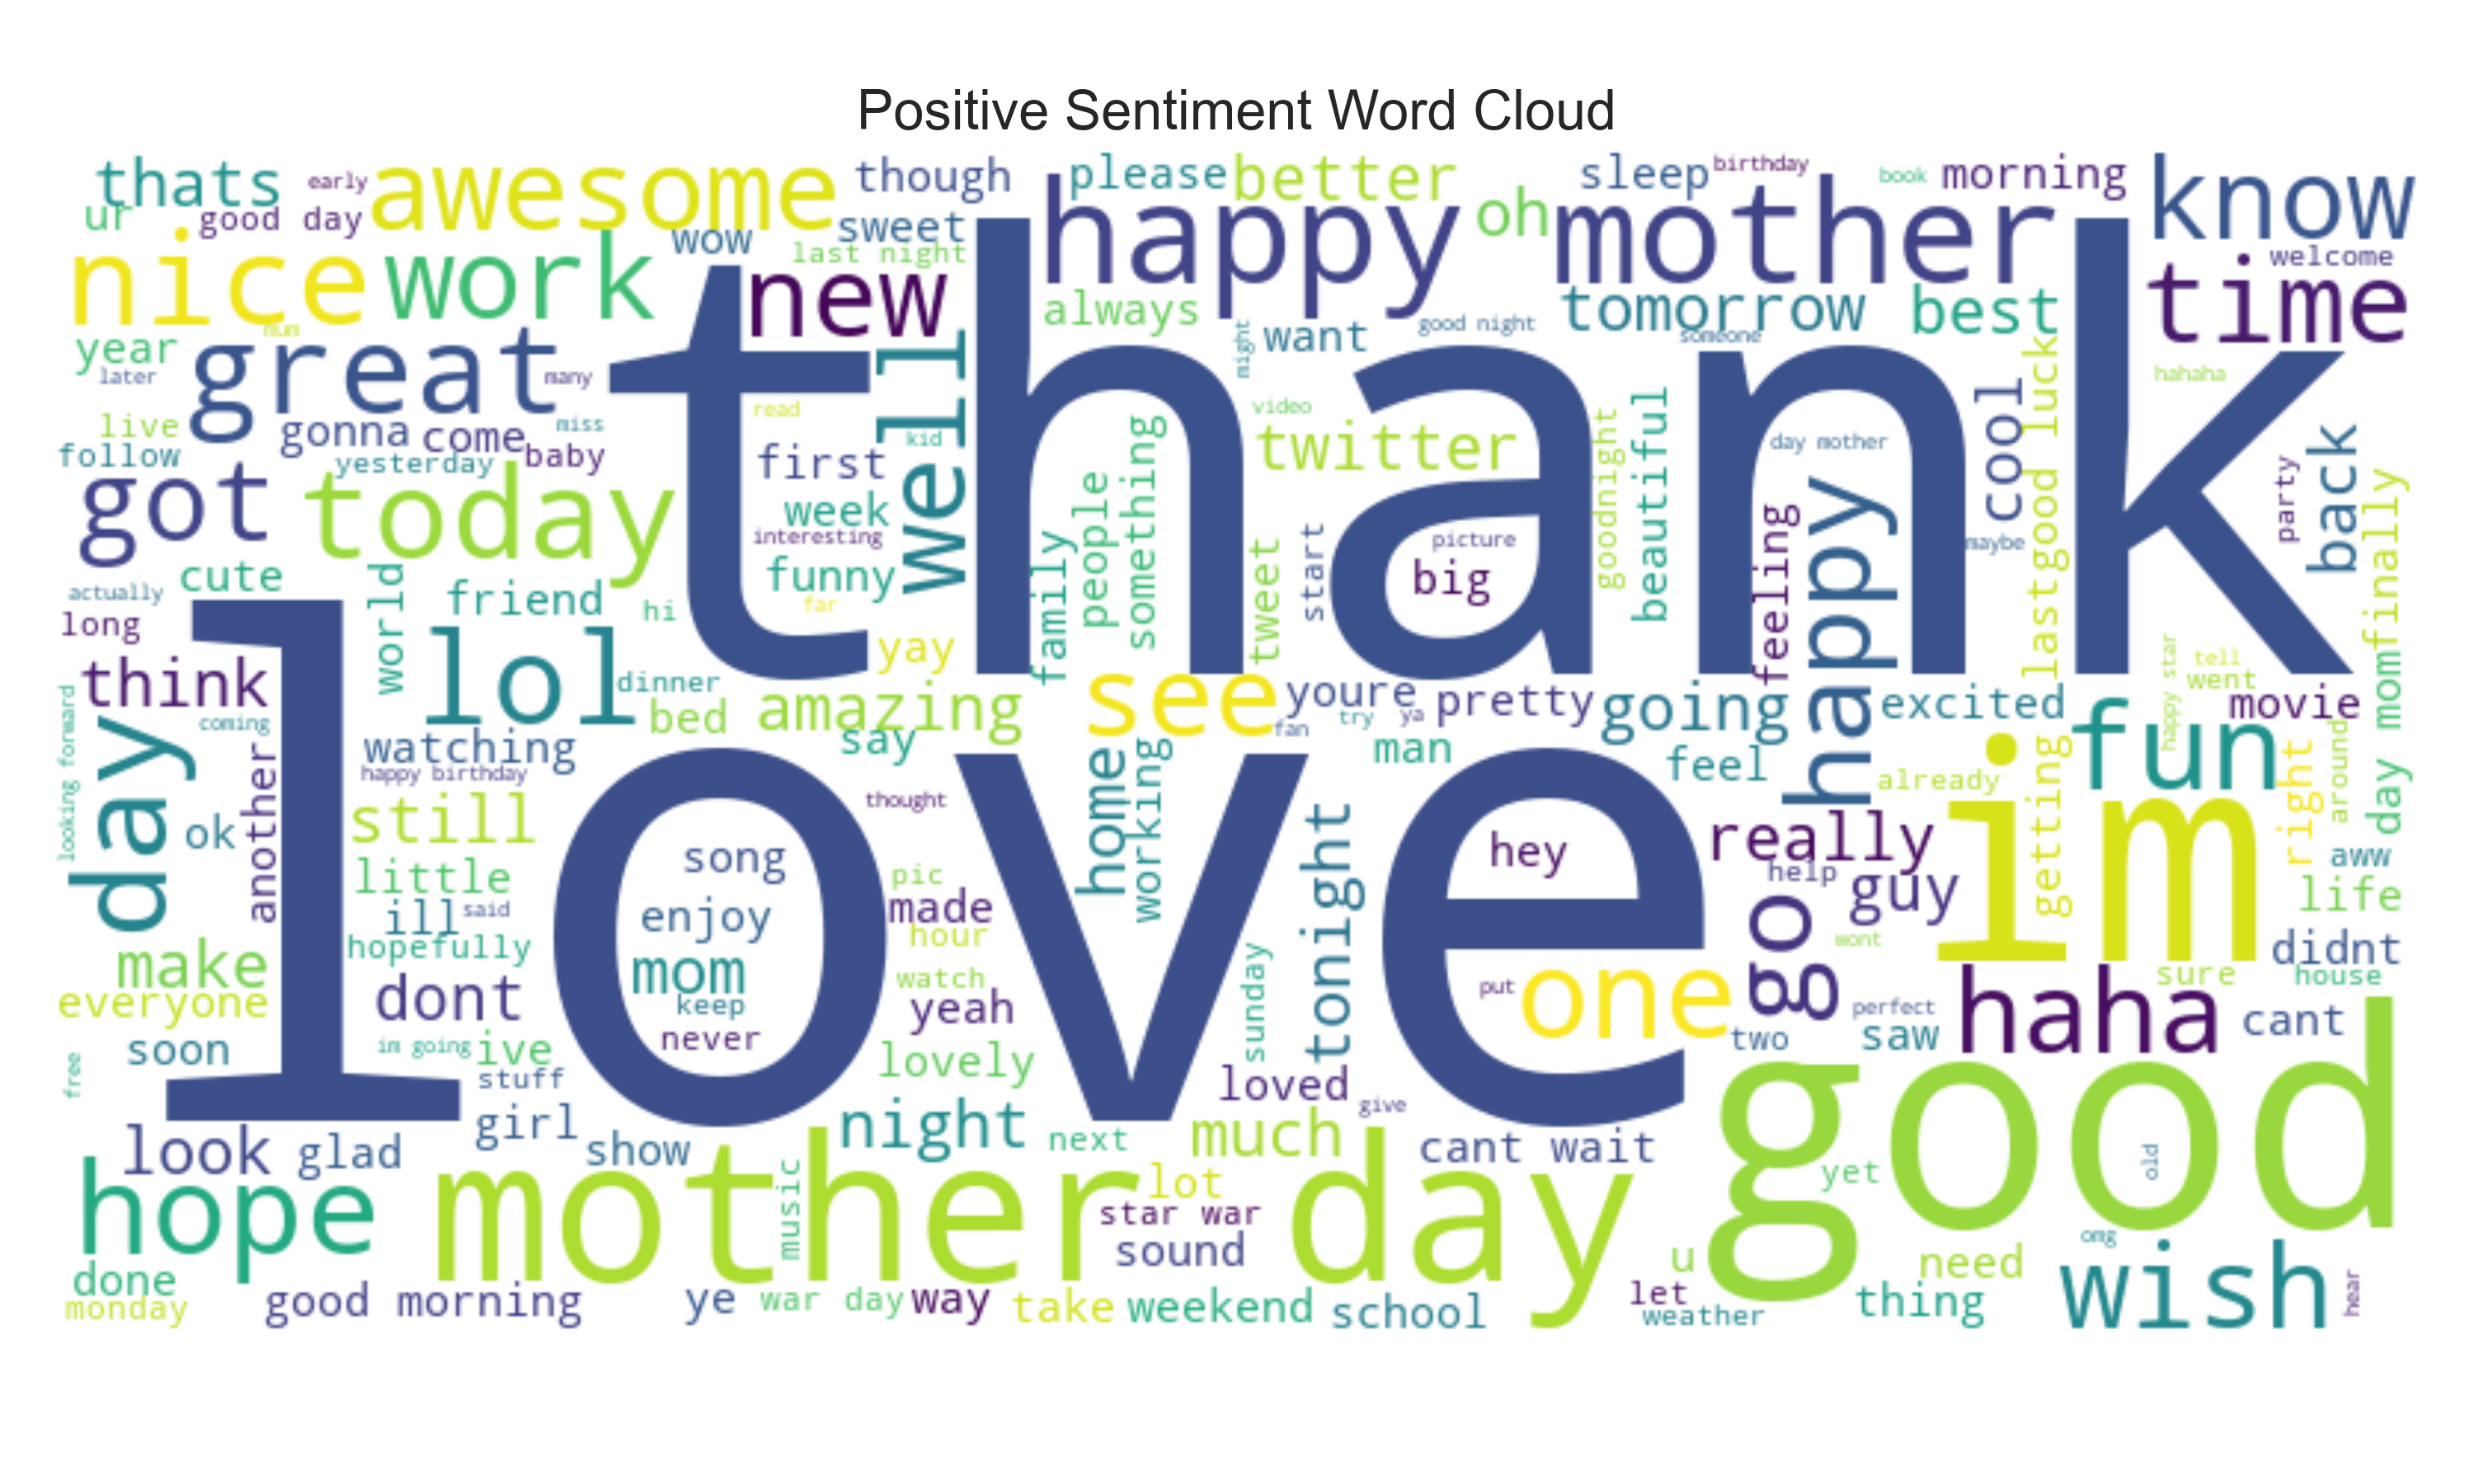 Positive Sentiment Word Cloud
thats
early
awesome
though
please
better
sleep
birthday
book
morning
know
ur
good day
wow
sweet
last night
happy
oh
mother
welcome
nice
work
new
always
want
good night
tomorrow
someone
best
time
mum
year
later
great
many
well
thank
might
good luck
hahaha
live
gonna
come
miss
read
kid
video
twitter
goodnight
beautiful
day mother
cool
follow
yesterday
baby
first
something
people
party
back
got
today
week
interesting
funny
far
family
tweet
start
picture
big
feeling
happy
maybe
last
finally
actually
cute
world
friend
hi
long
think
lol
dinner
yay
see
youre
pretty
going
excited
fun
happy star
tell
went
movie
day mom
looking forward
day
coming
another
watching
bed
amazing
say
fan
try
ya
man
feel
already
getting
right
around
love
happy birthday
still
ok
thought
home
working
tonight
hey
really
help
guy
im
aww
life
little
ill
said
song
enjoy
pic
made
hour
go
wont
didnt
make
hopefully
mom
keep
never
watch
yeah
sunday
put
one
perfect
sure
house
everyone
dont
two
saw
haha
cant
soon
im going
ive
lovely
loved
give
free
stuff
girl
look
glad
show
night
next
much
cant wait
good
old
yet
hope
mother day
music
lot
star war
sound
u
need
omg
wish
hear
done
monday
good morning
ye
war day
way
take
weekend
school
let
weather
thing